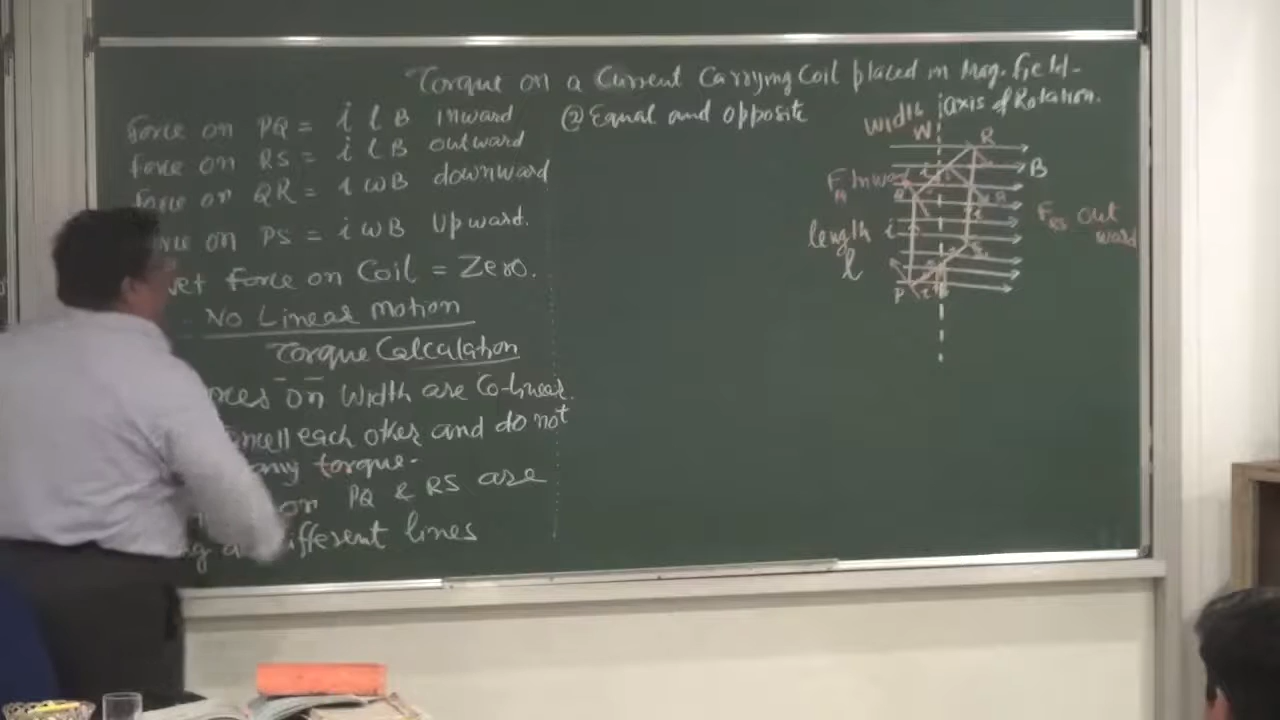 Torque on a Current Carrying Coil placed in Mag. field-
Force on PQ = i l B Inward
Force on RS = i l B outward
Force on QR = i w B downward
on PS = i w B Upward.
Net force on Coil = Zero.
No Linear Motion
Torque Calculation
on Width are Co-linear.
each other and do not
any torque.
on PQ & RS are
different lines
@ Equal and opposite
width
W
axis of Rotation.
R
B
F Inward
Q
length
l
i
F RS out
ward
P